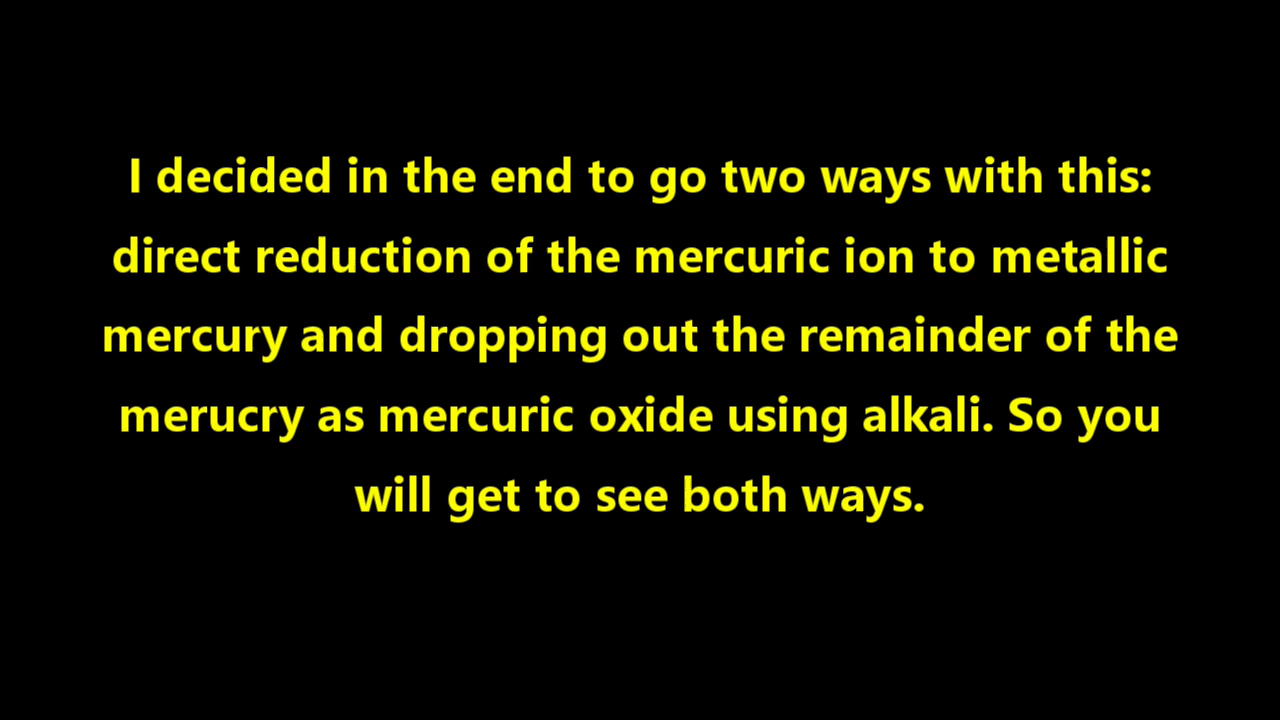 I decided in the end to go two ways with this:
direct reduction of the mercuric ion to metallic
mercury and dropping out the remainder of the
merucry as mercuric oxide using alkali. So you
will get to see both ways.